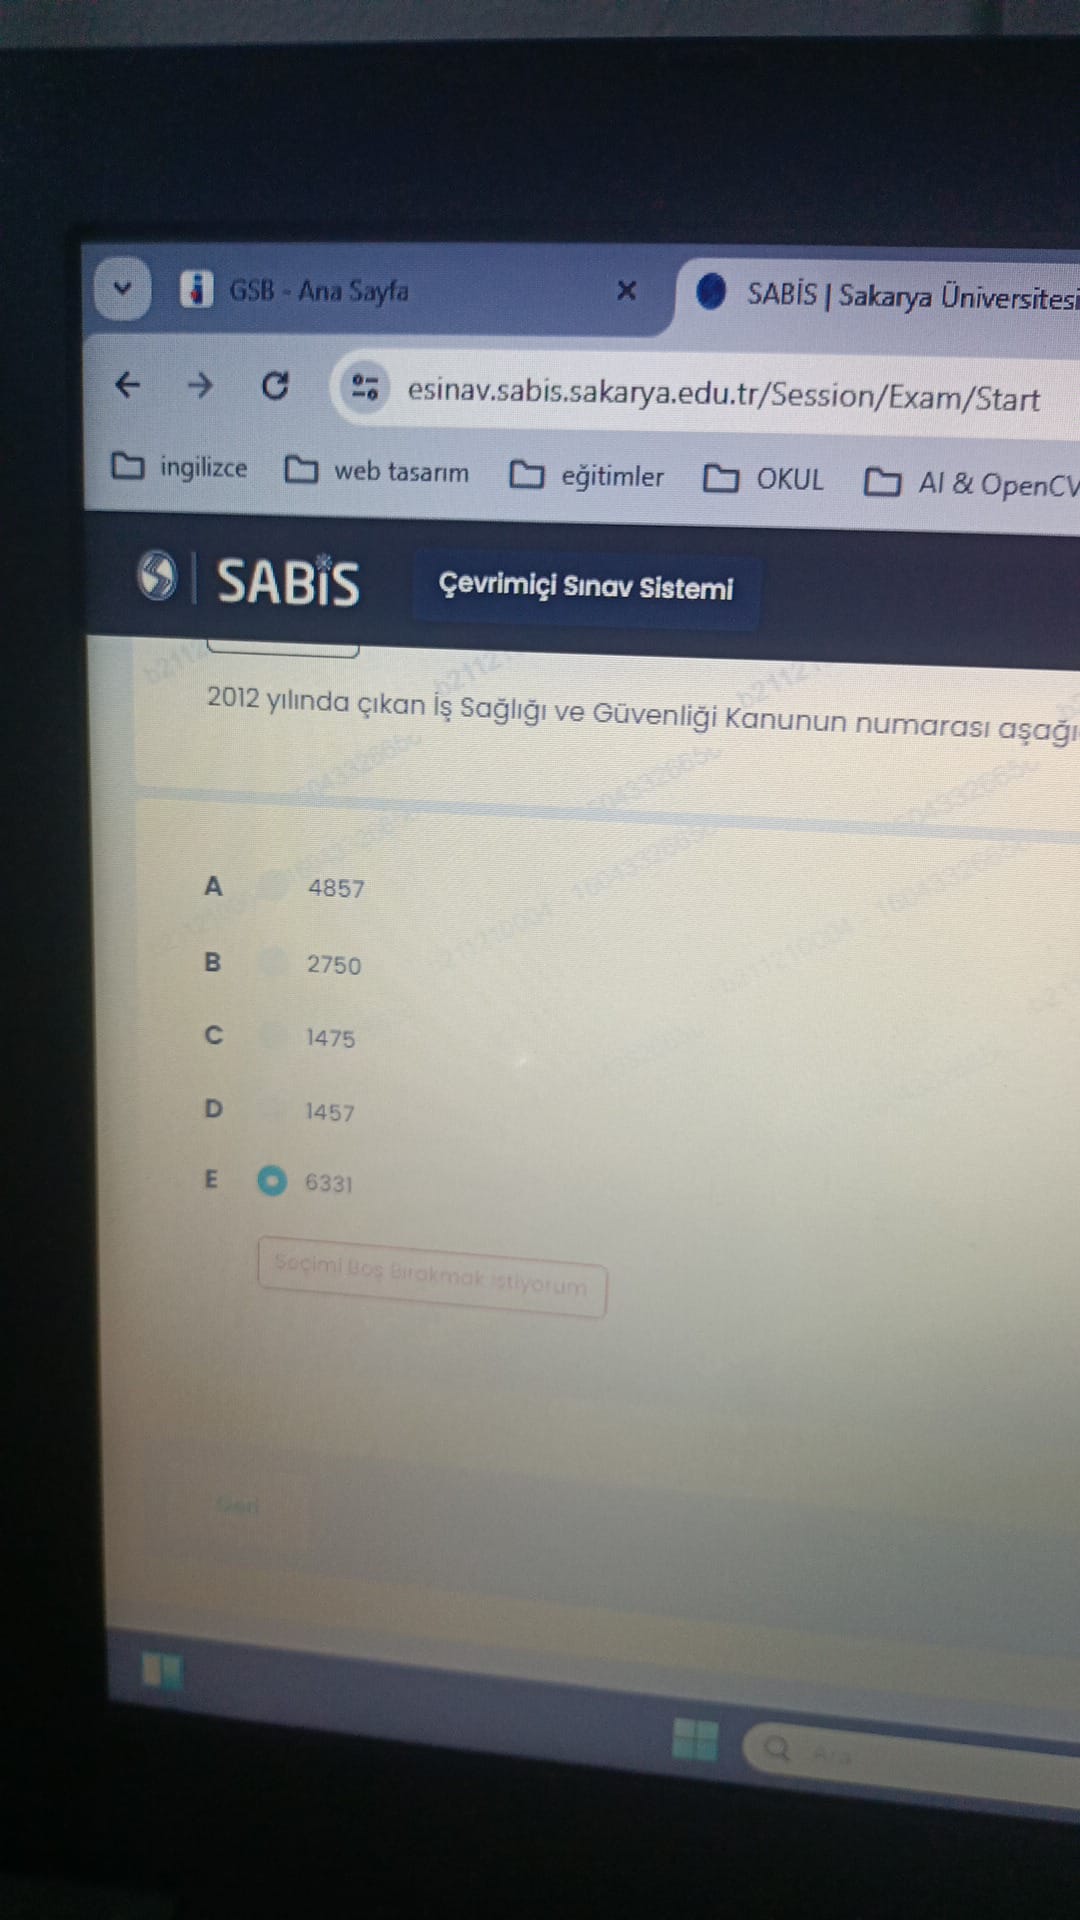 GSB - Ana Sayfa
SABİS | Sakarya Üniversitesi
esinav.sabis.sakarya.edu.tr/Session/Exam/Start
ingilizce
web tasarım
eğitimler
OKUL
AI & OpenCV
SABİS
Çevrimiçi Sınav Sistemi
2012 yılında çıkan İş Sağlığı ve Güvenliği Kanunun numarası aşağı
A 4857
B 2750
C 1475
D 1457
E 6331
Seçimi Boş Bırakmak İstiyorum
Geri
Ara